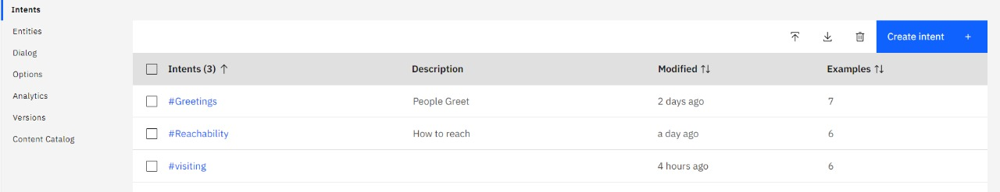 Intents
Entities
Dialog
Options
Analytics
Versions
Content Catalog
Create intent +
Intents (3) Description Modified Examples
#Greetings People Greet 2 days ago 7
#Reachability How to reach a day ago 6
#visiting 4 hours ago 6